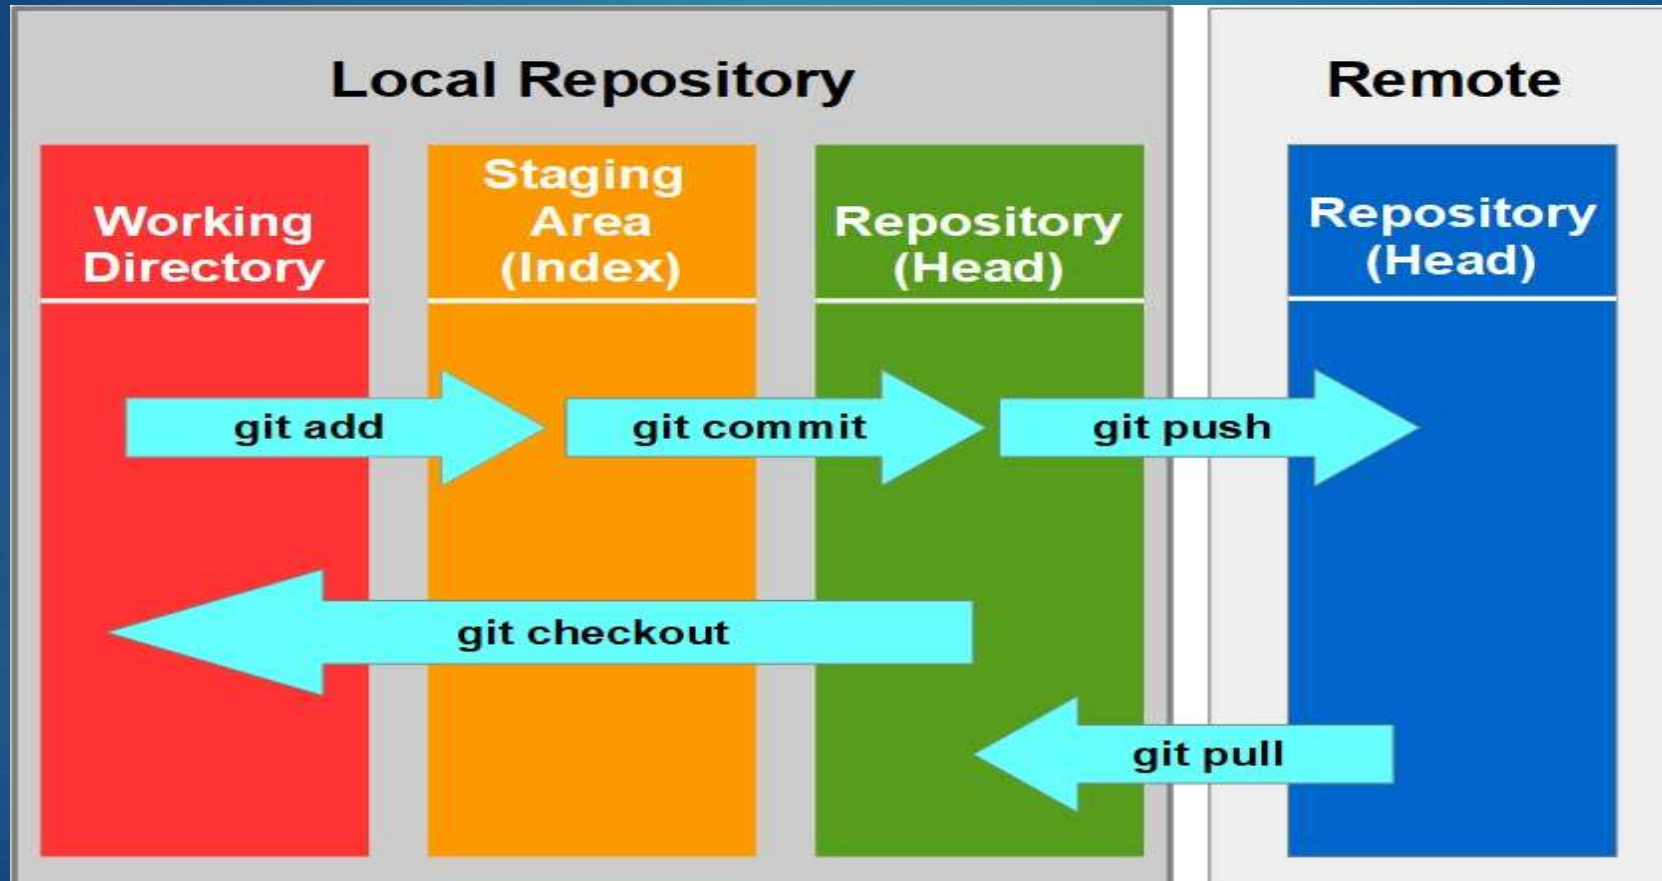 Local Repository
Remote
Working
Directory
Staging
Area
(Index)
Repository
(Head)
Repository
(Head)
git add
git commit
git push
git checkout
git pull